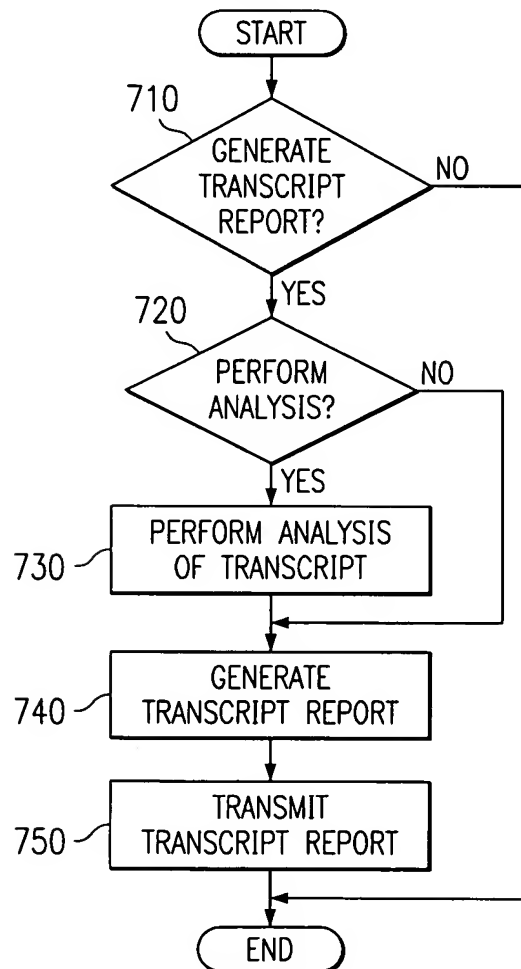 START
710
GENERATE
TRANSCRIPT
REPORT?
NO
YES
720
PERFORM
ANALYSIS?
NO
YES
730
PERFORM ANALYSIS
OF TRANSCRIPT
740
GENERATE
TRANSCRIPT REPORT
750
TRANSMIT
TRANSCRIPT REPORT
END